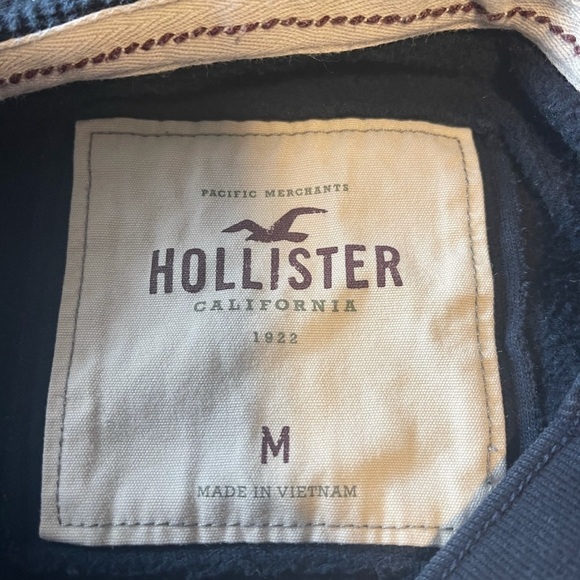 PACIFIC MERCHANTS
HOLLISTER
CALIFORNIA
1922
M
MADE IN VIETNAM